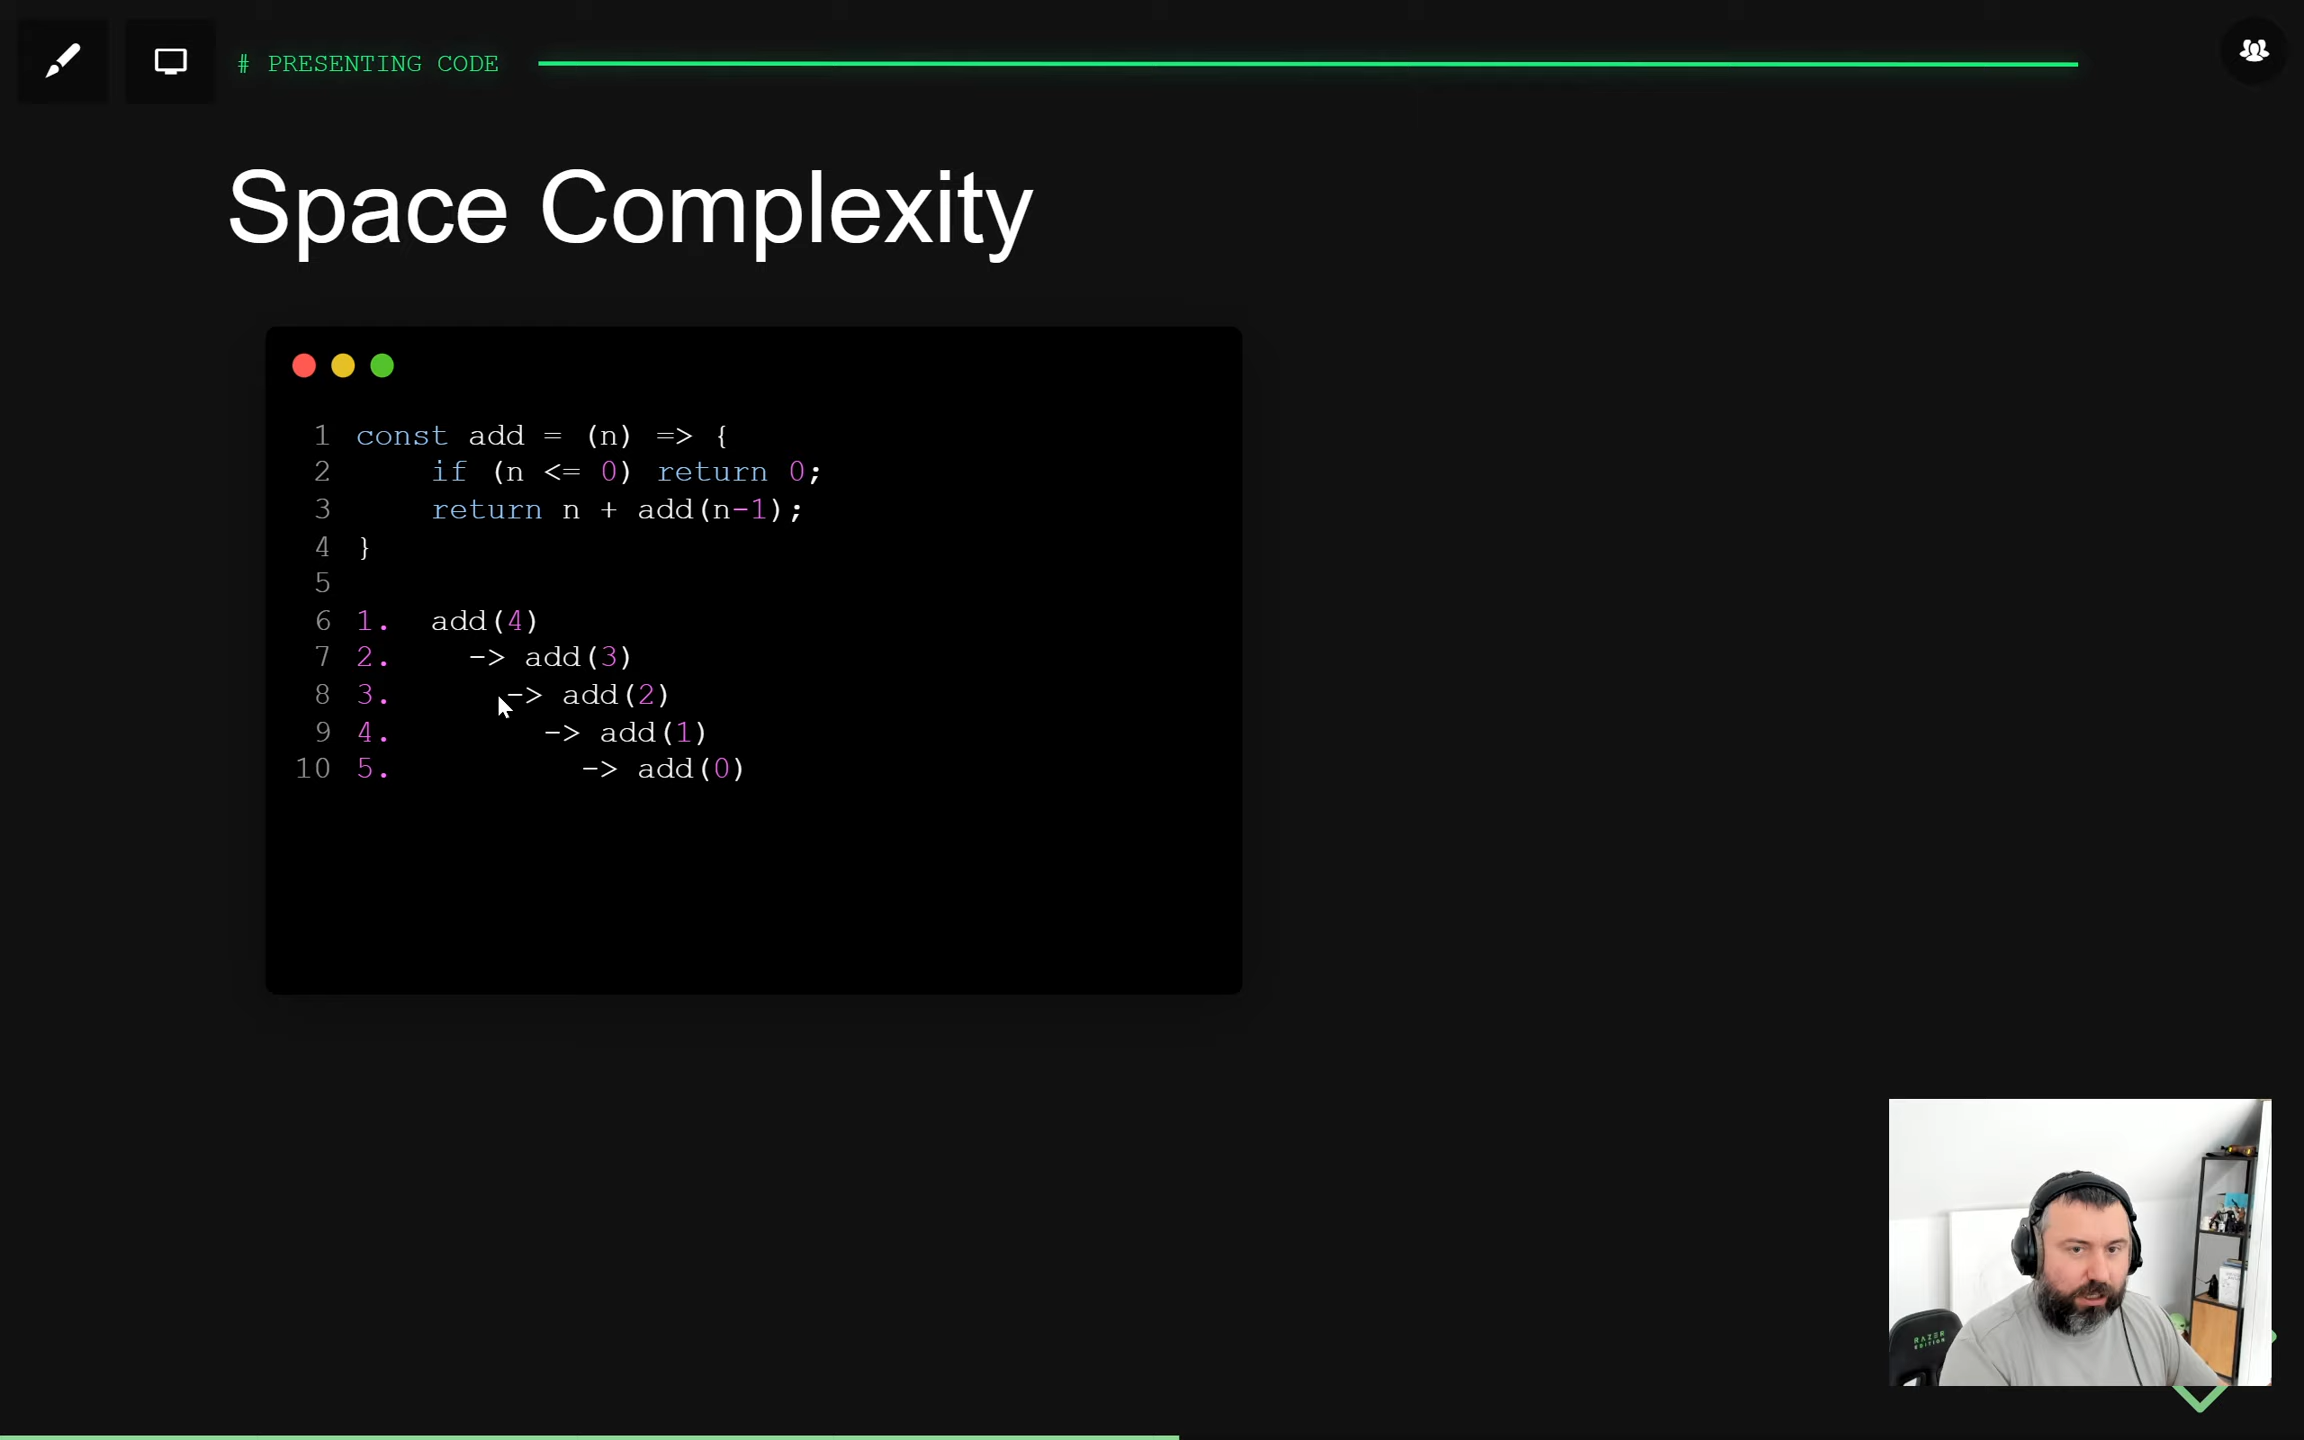 # PRESENTING CODE
Space Complexity
1 const add = (n) => {
2 if (n <= 0) return 0;
3 return n + add(n-1);
4 }
5
6 1. add(4)
7 2. -> add(3)
8 3. -> add(2)
9 4. -> add(1)
10 5. -> add(0)
RAZER
EDITION